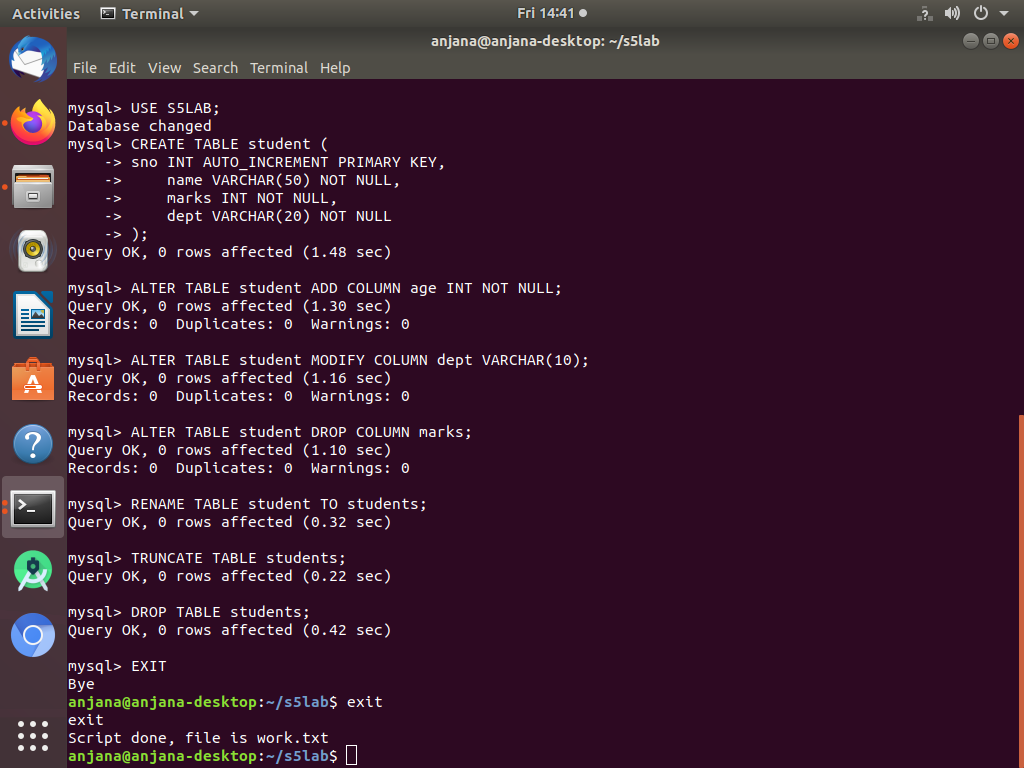 Activities Terminal Fri 14:41
anjana@anjana-desktop: ~/s5lab
File Edit View Search Terminal Help
mysql> USE S5LAB;
Database changed
mysql> CREATE TABLE student (
    -> sno INT AUTO_INCREMENT PRIMARY KEY,
    ->     name VARCHAR(50) NOT NULL,
    ->     marks INT NOT NULL,
    ->     dept VARCHAR(20) NOT NULL
    -> );
Query OK, 0 rows affected (1.48 sec)
mysql> ALTER TABLE student ADD COLUMN age INT NOT NULL;
Query OK, 0 rows affected (1.30 sec)
Records: 0  Duplicates: 0  Warnings: 0
mysql> ALTER TABLE student MODIFY COLUMN dept VARCHAR(10);
Query OK, 0 rows affected (1.16 sec)
Records: 0  Duplicates: 0  Warnings: 0
mysql> ALTER TABLE student DROP COLUMN marks;
Query OK, 0 rows affected (1.10 sec)
Records: 0  Duplicates: 0  Warnings: 0
mysql> RENAME TABLE student TO students;
Query OK, 0 rows affected (0.32 sec)
mysql> TRUNCATE TABLE students;
Query OK, 0 rows affected (0.22 sec)
mysql> DROP TABLE students;
Query OK, 0 rows affected (0.42 sec)
mysql> EXIT
Bye
anjana@anjana-desktop:~/s5lab$ exit
exit
Script done, file is work.txt
anjana@anjana-desktop:~/s5lab$